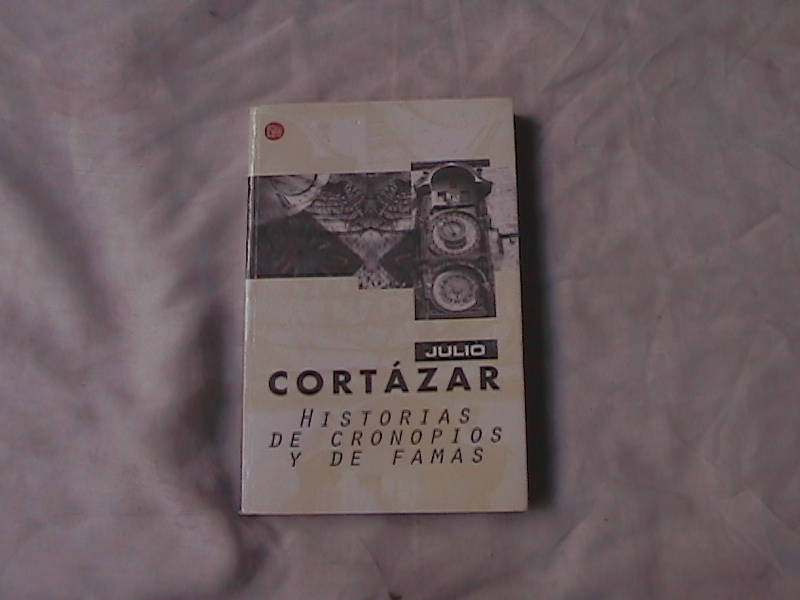 JULIO
CORTÁZAR
HISTORIAS
DE CRONOPIOS
Y DE FAMAS